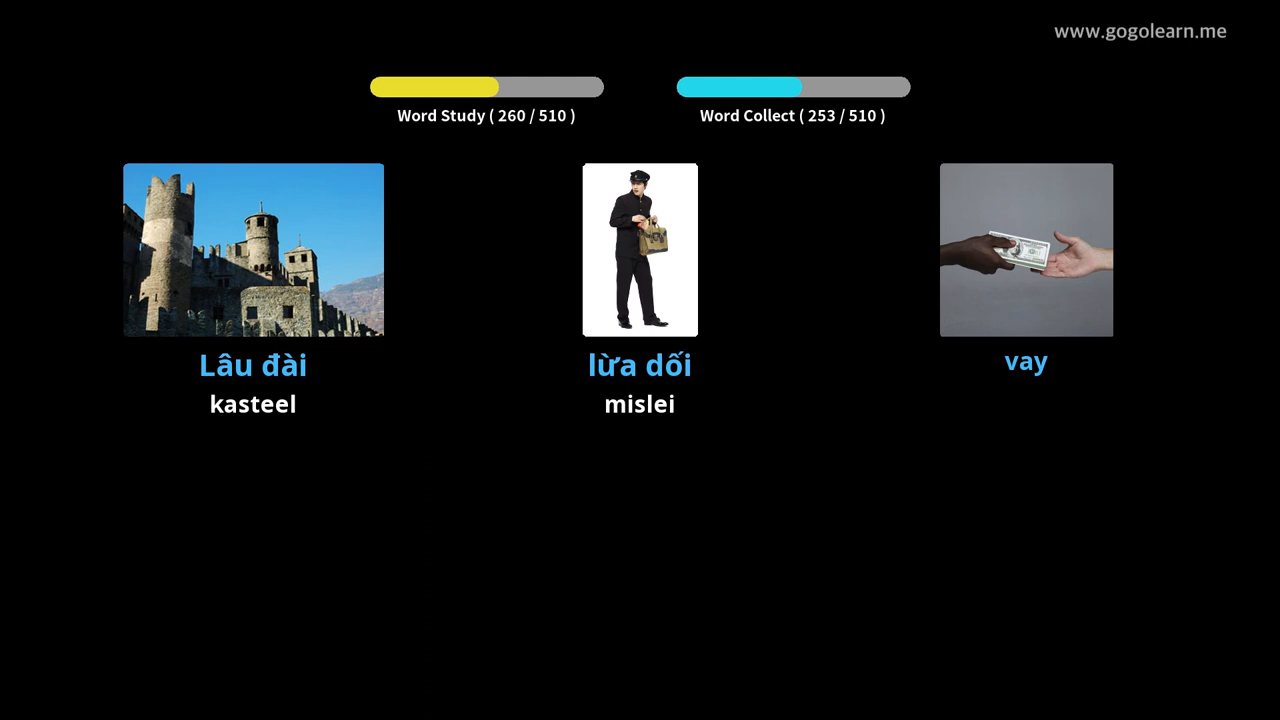 www.gogolearn.me
Word Study ( 260 / 510 )
Word Collect ( 253 / 510 )
Lâu đài
lừa dối
vay
kasteel
mislei